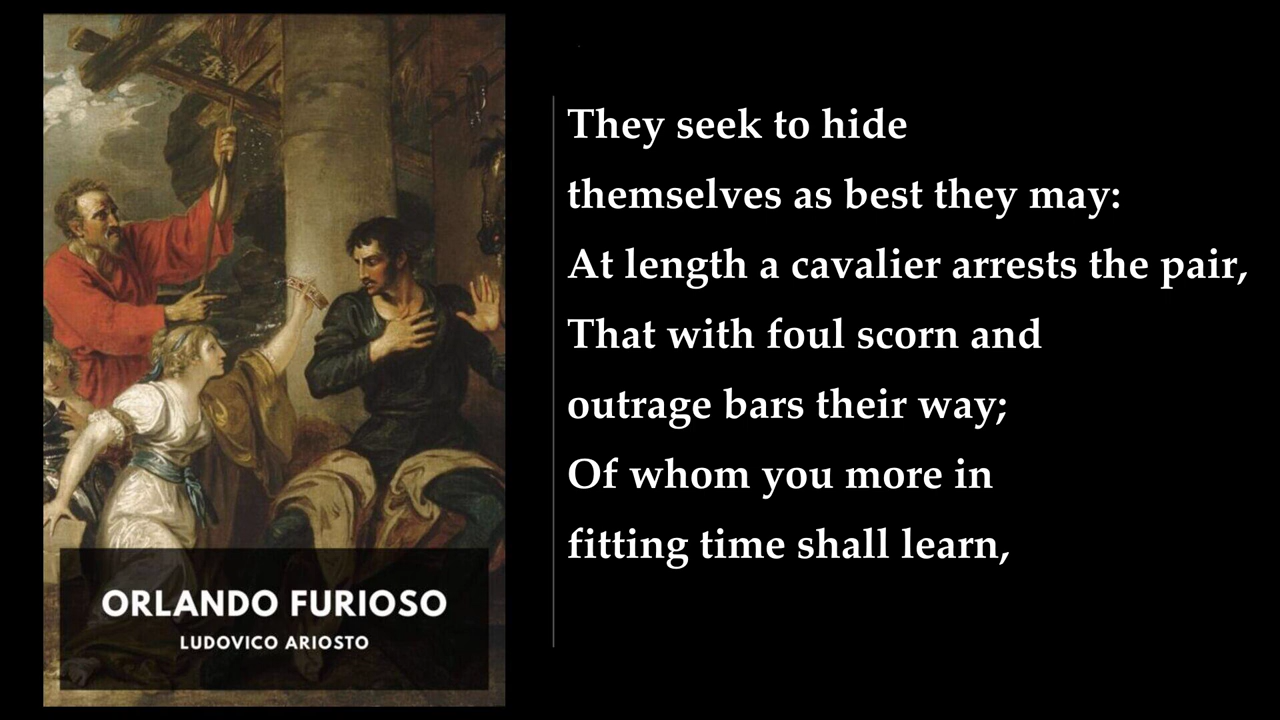 ORLANDO FURIOSO
LUDOVICO ARIOSTO
They seek to hide
themselves as best they may:
At length a cavalier arrests the pair,
That with foul scorn and
outrage bars their way;
Of whom you more in
fitting time shall learn,